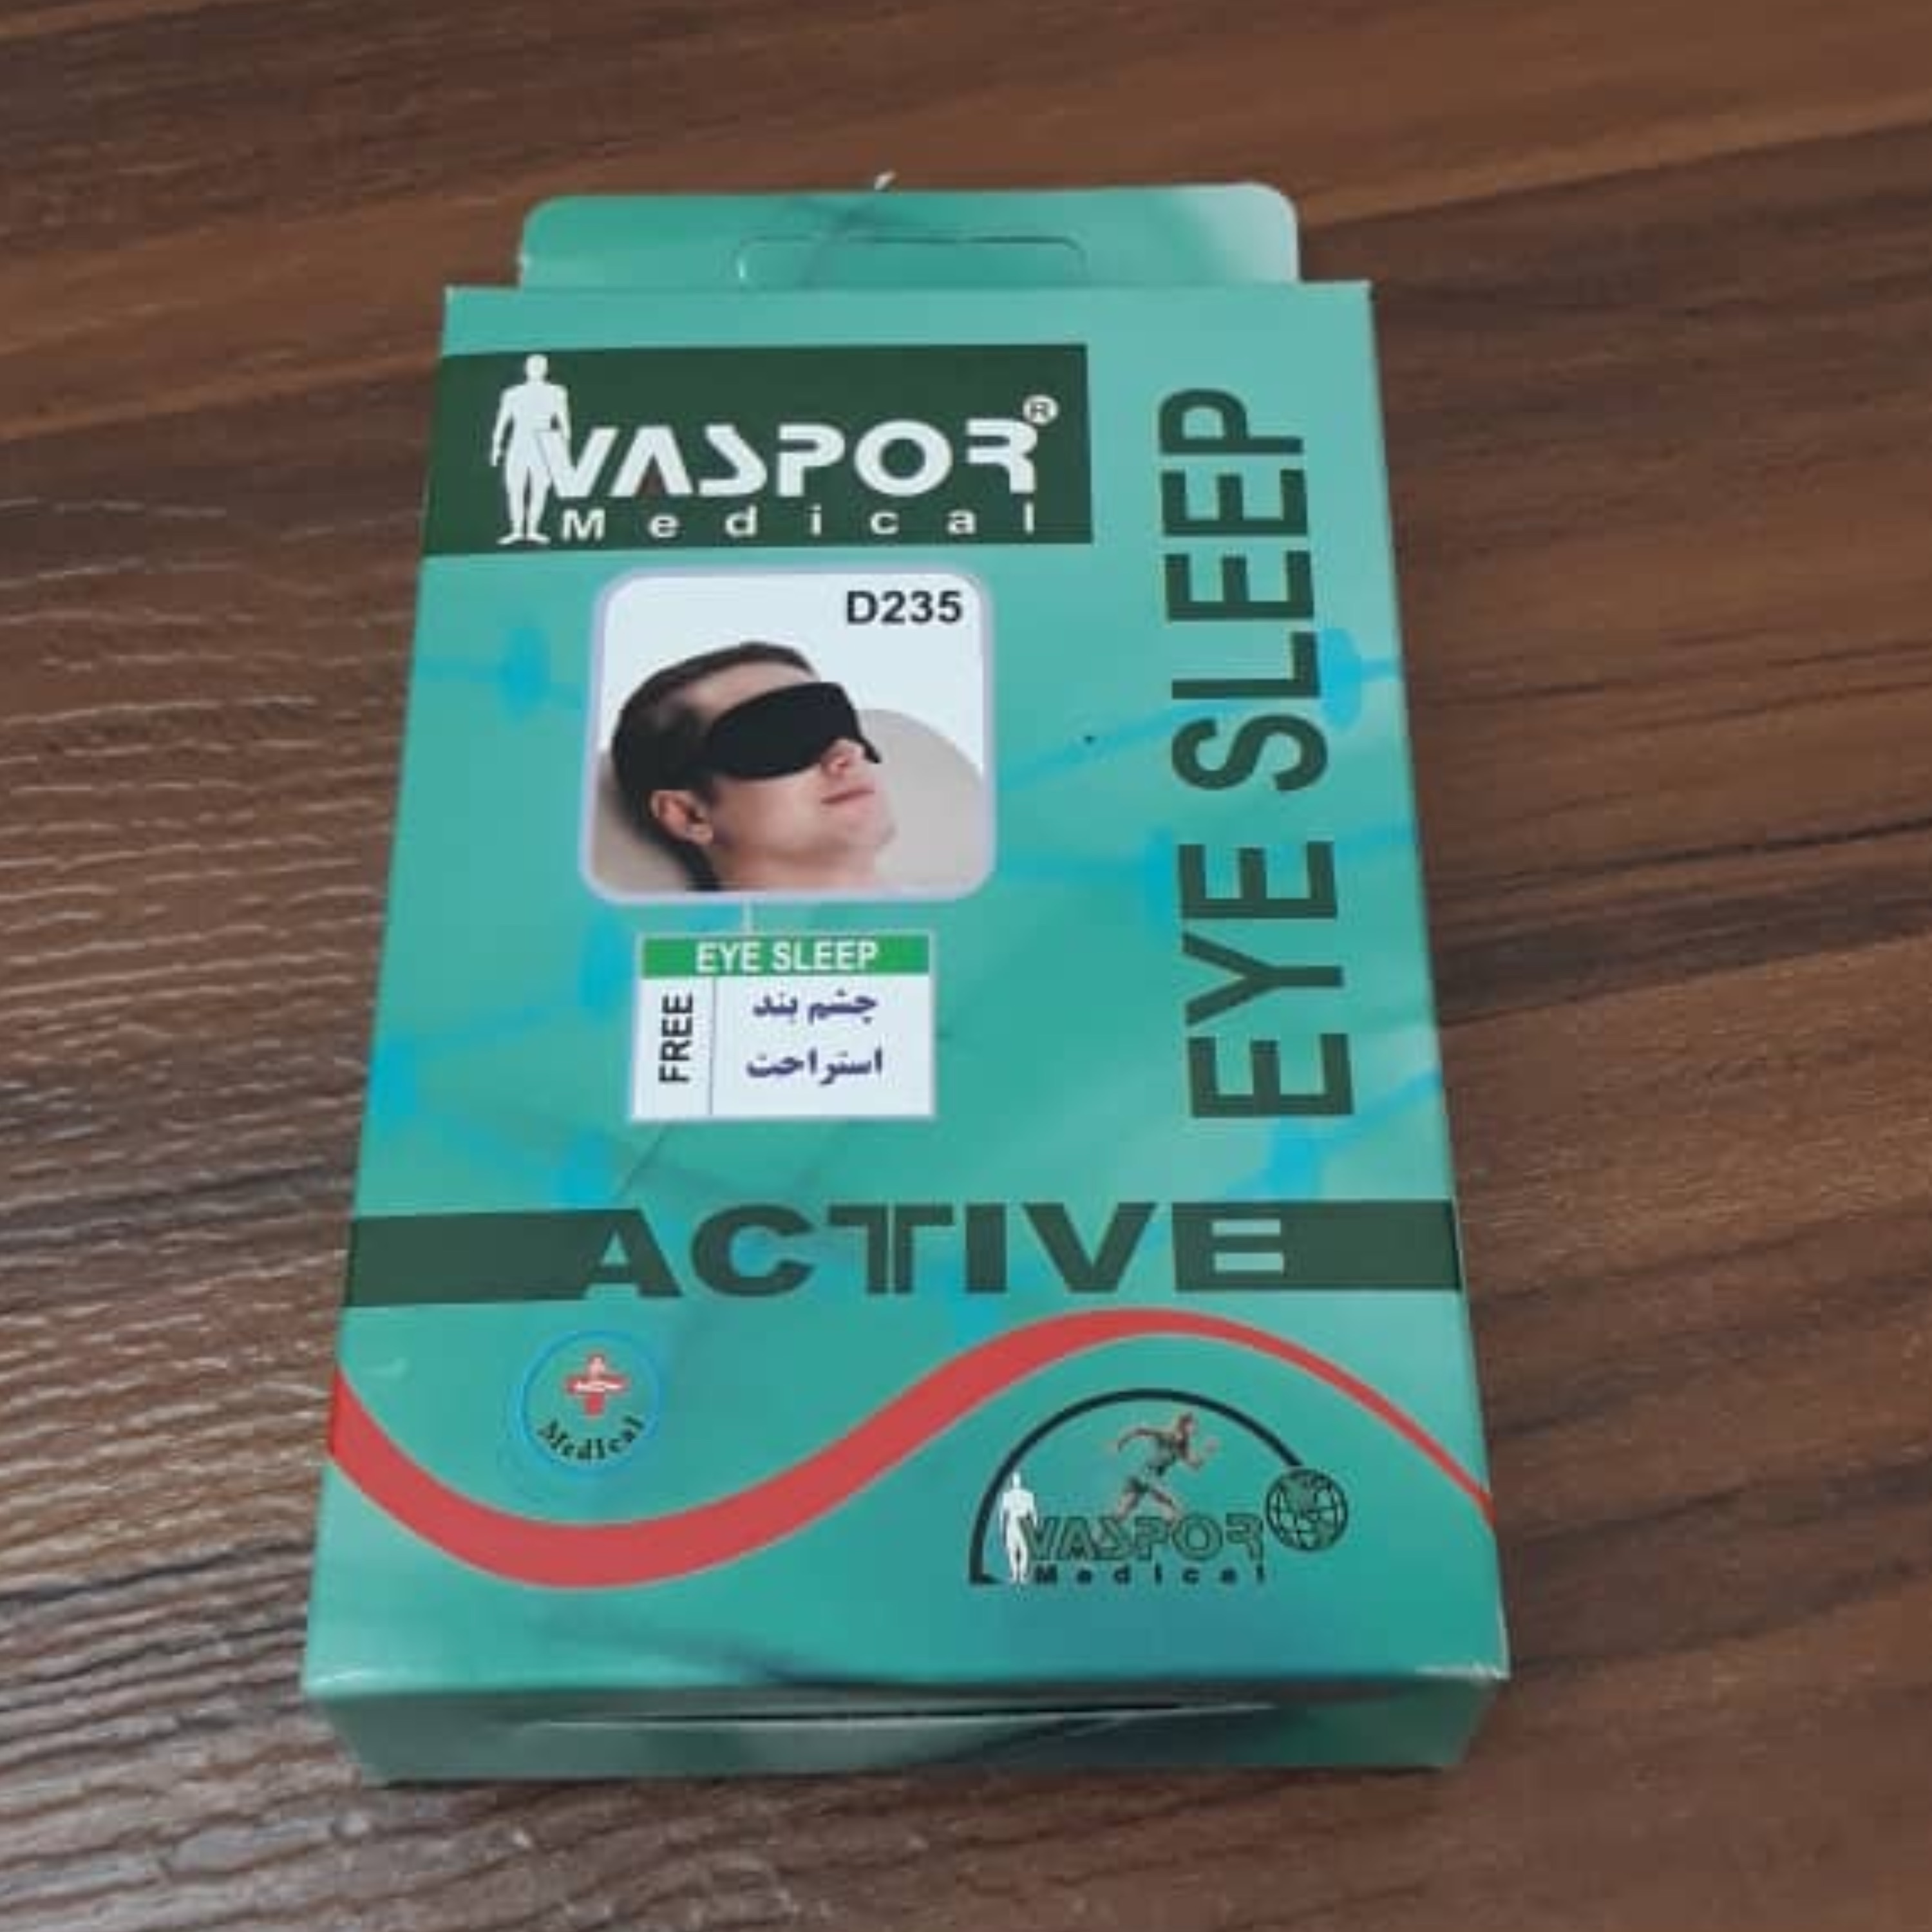 VASPOR®
Medical
D235
EYE SLEEP
EYE SLEEP
FREE
چشم بند
استراحت
ACTIVE
Medical
VASPOR
Medical